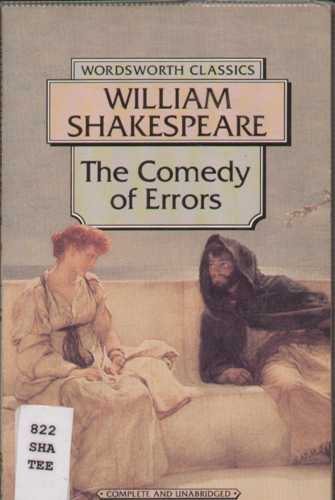 WORDSWORTH CLASSICS
WILLIAM
SHAKESPEARE
The Comedy
of Errors
822
SHA
TEE
· COMPLETE AND UNABRIDGED ·